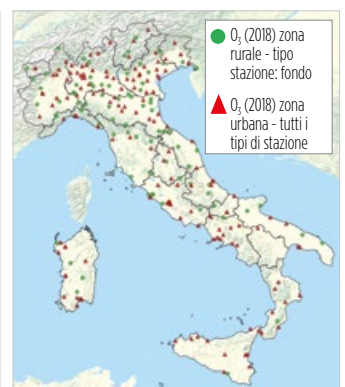 O₃ (2018) zona
rurale - tipo
stazione: fondo
O₃ (2018) zona
urbana - tutti i
tipi di stazione